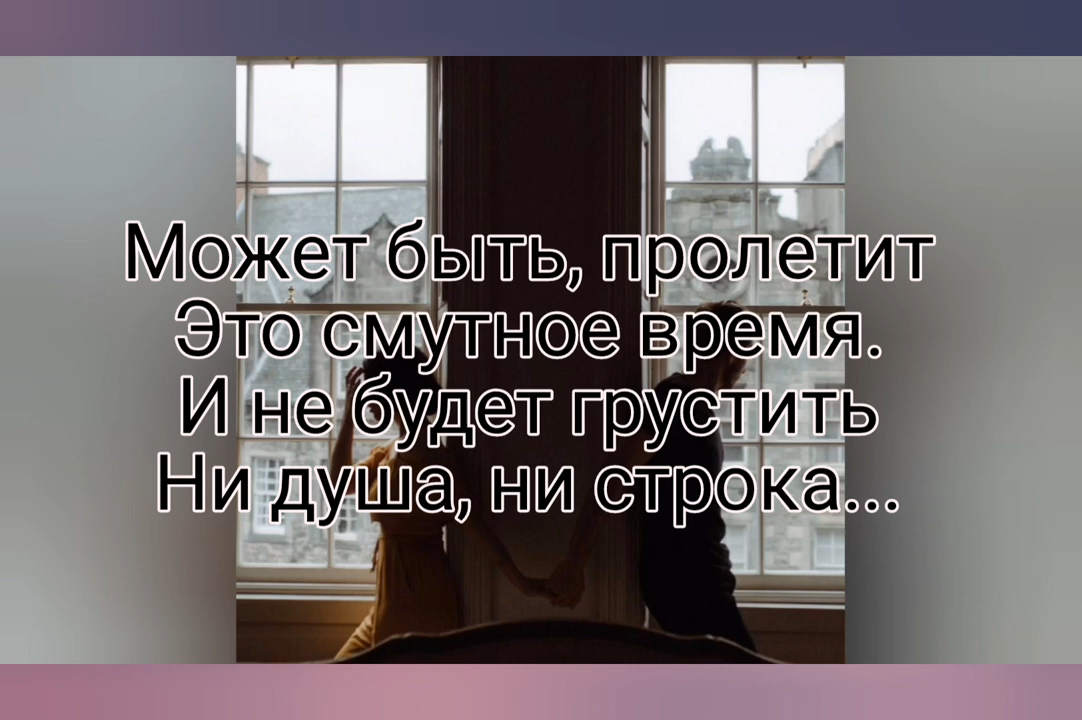 Может быть, пролетит
Это смутное время.
И не будет грустить
Ни душа, ни строка...